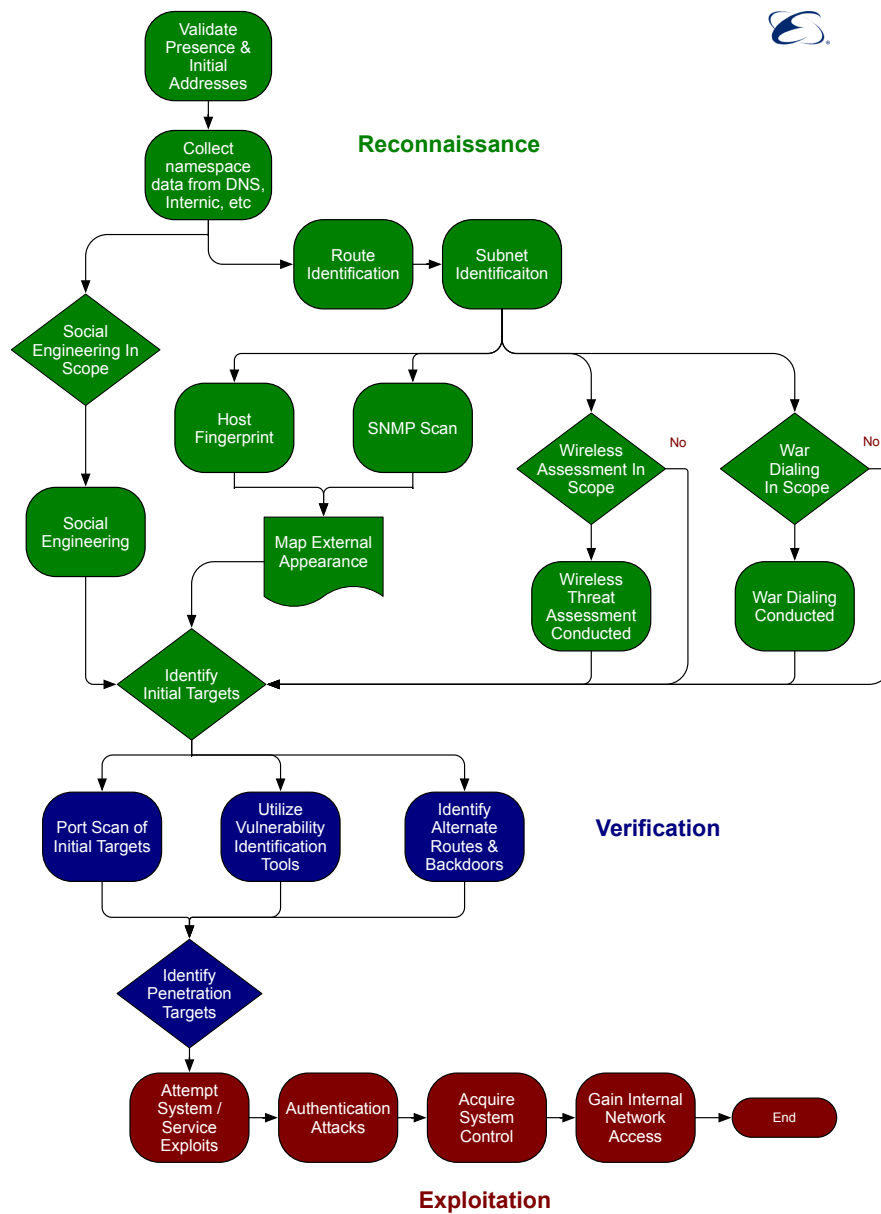 Validate
Presence &
Initial
Addresses
Reconnaissance
Collect
namespace
data from DNS,
Internic, etc
Route
Identification
Subnet
Identificaiton
Social
Engineering In
Scope
Host
Fingerprint
SNMP Scan
Wireless
Assessment In
Scope
No
War
Dialing
In Scope
No
Social
Engineering
Map External
Appearance
Wireless
Threat
Assessment
Conducted
War Dialing
Conducted
Identify
Initial Targets
Port Scan of
Initial Targets
Utilize
Vulnerability
Identification
Tools
Identify
Alternate
Routes &
Backdoors
Verification
Identify
Penetration
Targets
Attempt
System /
Service
Exploits
Authentication
Attacks
Acquire
System
Control
Gain Internal
Network
Access
End
Exploitation